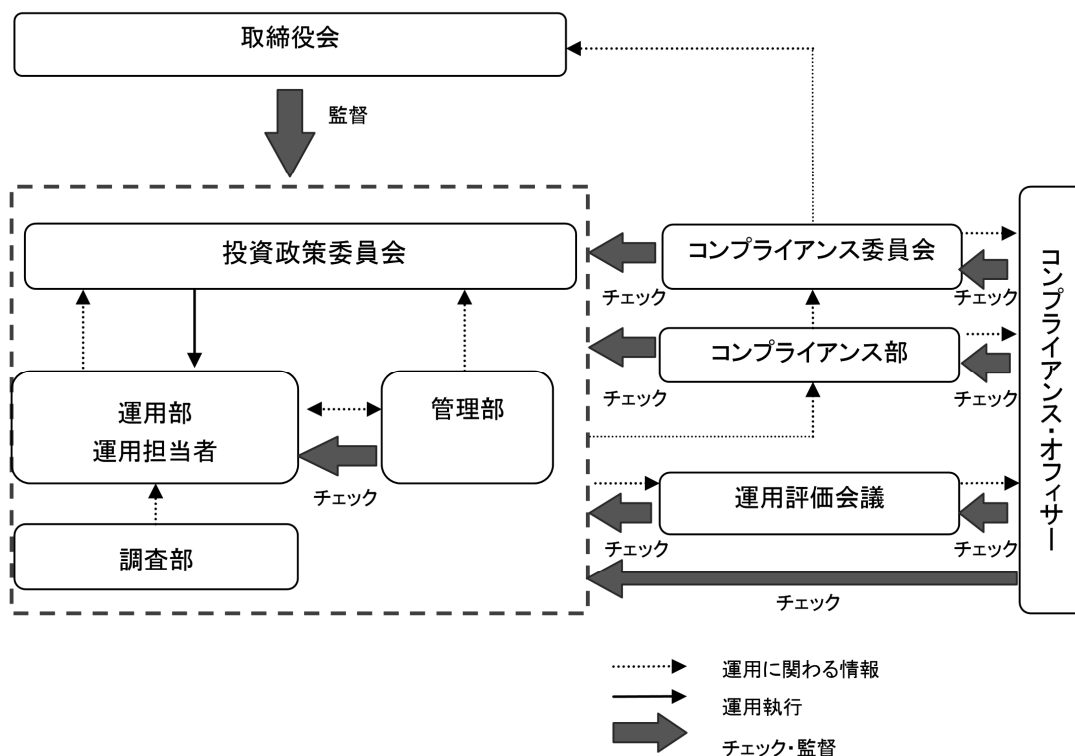 取締役会
監督
投資政策委員会
コンプライアンス委員会
チェック
チェック
コンプライアンス部
チェック
チェック
運用部
運用担当者
管理部
チェック
調査部
運用評価会議
チェック
チェック
チェック
コンプライアンス・オフィサー
運用に関わる情報
運用執行
チェック・監督